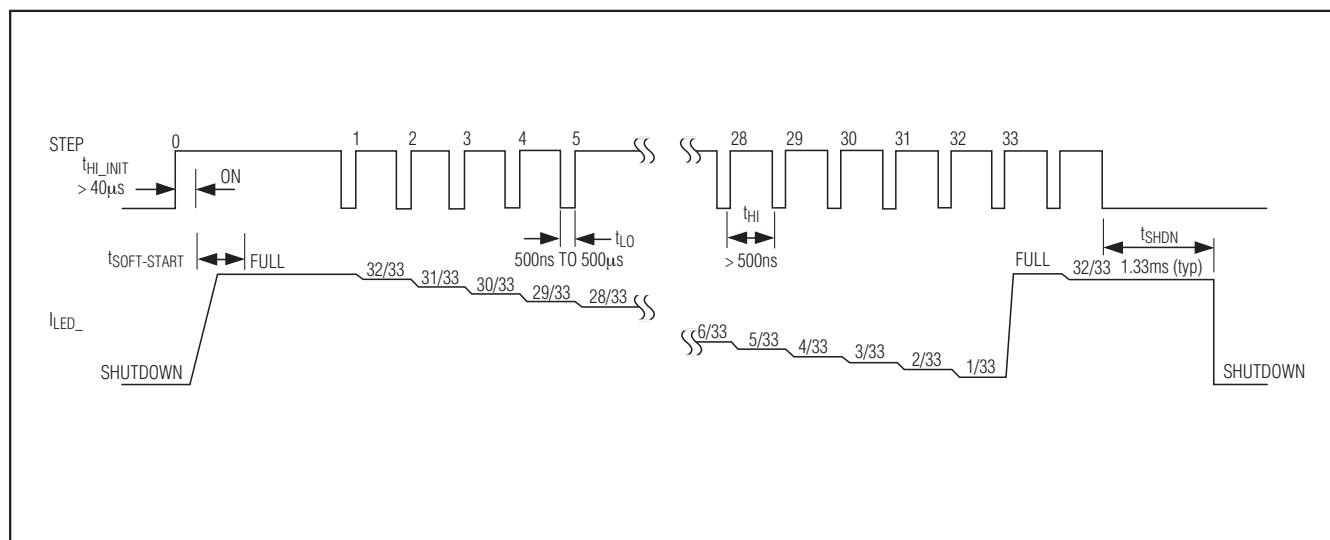 STEP 0 1 2 3 4 5 28 29 30 31 32 33
tHI_INIT
> 40µs
ON
tHI
tLO
500ns TO 500µs
> 500ns
tSHDN
1.33ms (typ)
tSOFT-START
FULL 32/33 31/33 30/33 29/33 28/33
FULL 32/33
ILED_
6/33 5/33 4/33 3/33 2/33 1/33
SHUTDOWN
SHUTDOWN